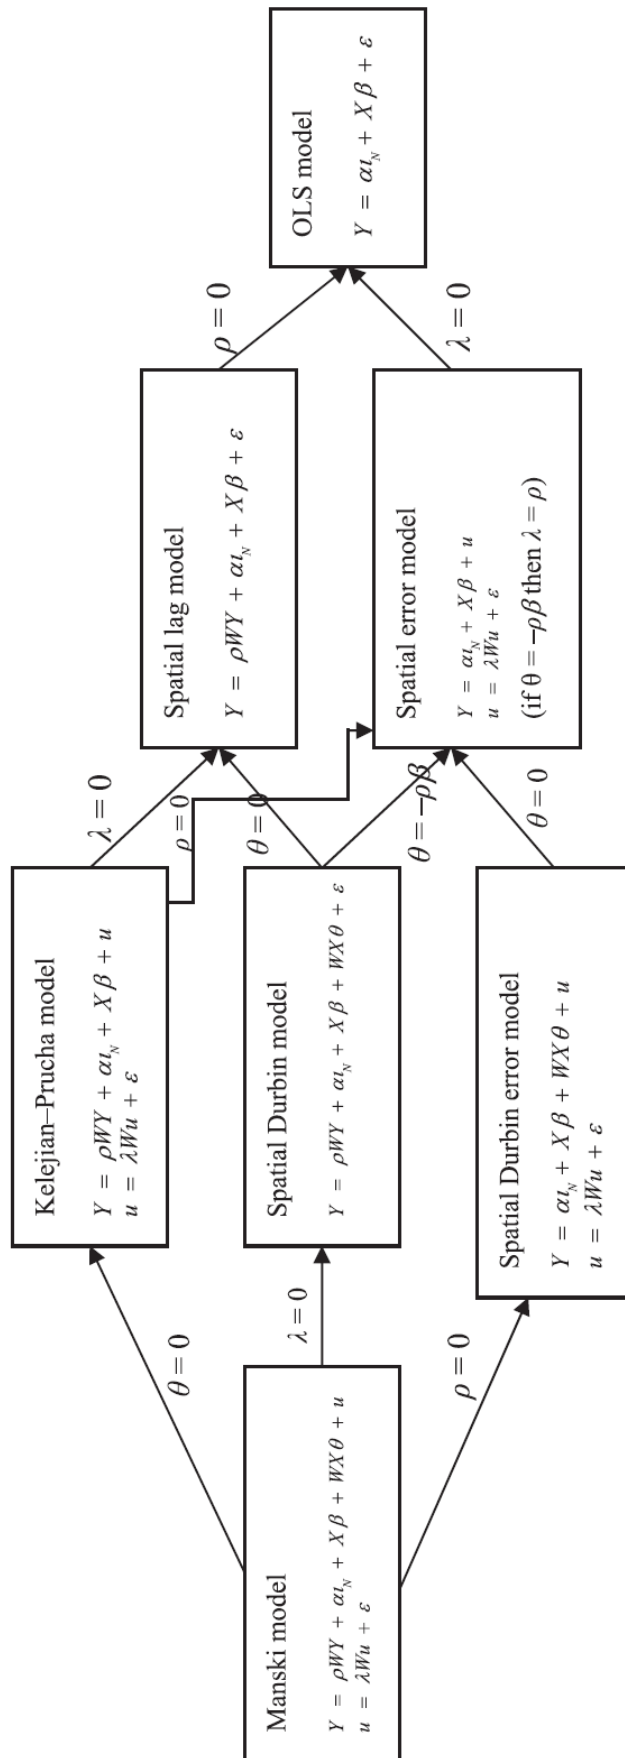 Manski model
Y = ρWY + αι_N + Xβ + WXθ + u
u = λWu + ε
θ = 0
λ = 0
ρ = 0
Kelejian–Prucha model
Y = ρWY + αι_N + Xβ + u
u = λWu + ε
Spatial Durbin model
Y = ρWY + αι_N + Xβ + WXθ + ε
Spatial Durbin error model
Y = αι_N + Xβ + WXθ + u
u = λWu + ε
λ = 0
ρ = 0
θ = 0
θ = −ρβ
θ = 0
Spatial lag model
Y = ρWY + αι_N + Xβ + ε
Spatial error model
Y = αι_N + Xβ + u
u = λWu + ε
(if θ = −ρβ then λ = ρ)
ρ = 0
λ = 0
OLS model
Y = αι_N + Xβ + ε